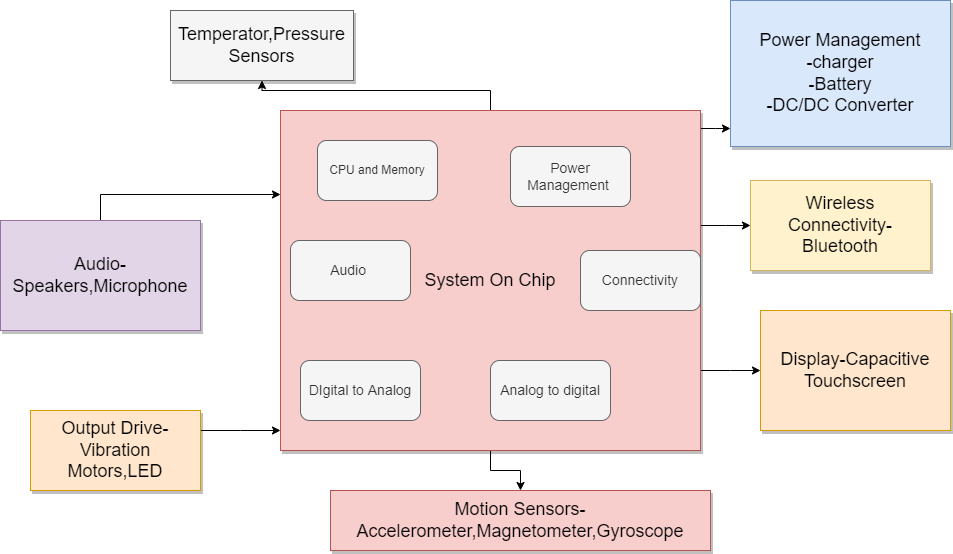 Temperator,Pressure
Sensors
Power Management
-charger
-Battery
-DC/DC Converter
CPU and Memory
Power
Management
Wireless
Connectivity-
Bluetooth
Audio-
Speakers,Microphone
Audio
System On Chip
Connectivity
Display-Capacitive
Touchscreen
DIgital to Analog
Analog to digital
Output Drive-
Vibration
Motors,LED
Motion Sensors-
Accelerometer,Magnetometer,Gyroscope